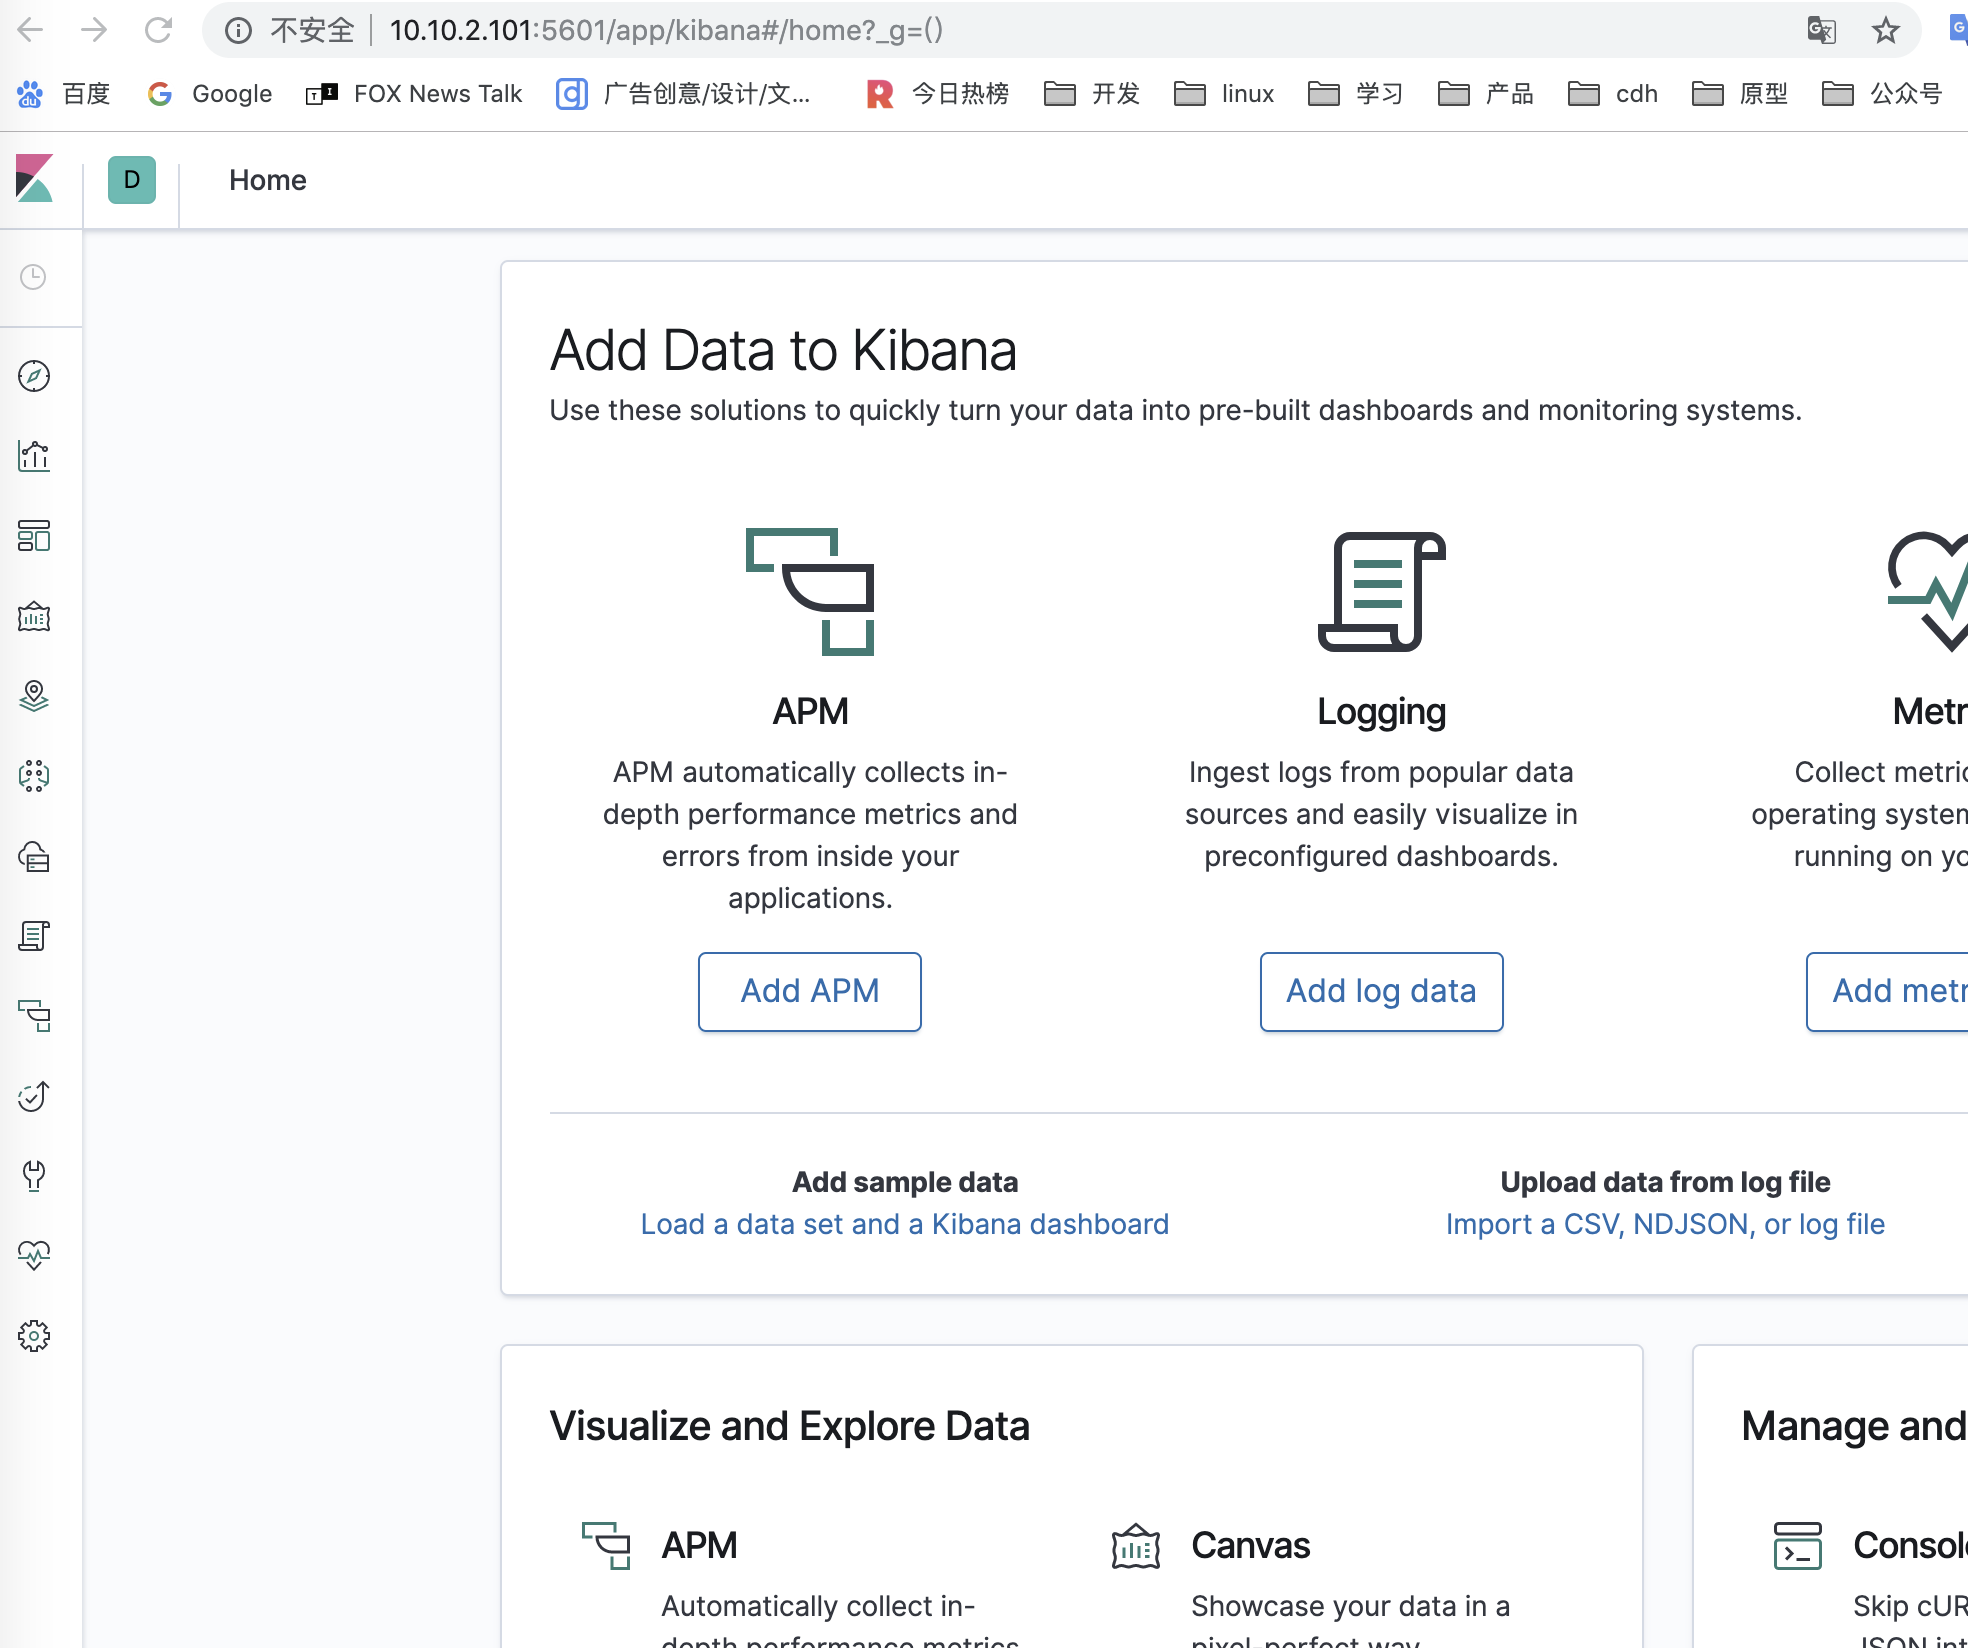 不安全 10.10.2.101:5601/app/kibana#/home?_g=()
百度 Google FOX News Talk 广告创意/设计/文... 今日热榜 开发 linux 学习 产品 cdh 原型 公众号
D Home
Add Data to Kibana
Use these solutions to quickly turn your data into pre-built dashboards and monitoring systems.
APM
APM automatically collects in-
depth performance metrics and
errors from inside your
applications.
Add APM
Logging
Ingest logs from popular data
sources and easily visualize in
preconfigured dashboards.
Add log data
Metr
Collect metric
operating system
running on yo
Add metr
Add sample data
Load a data set and a Kibana dashboard
Upload data from log file
Import a CSV, NDJSON, or log file
Visualize and Explore Data
APM
Automatically collect in-
depth performance metrics
Canvas
Showcase your data in a
pixel-perfect way.
Manage and
Console
Skip cUR
JSON int